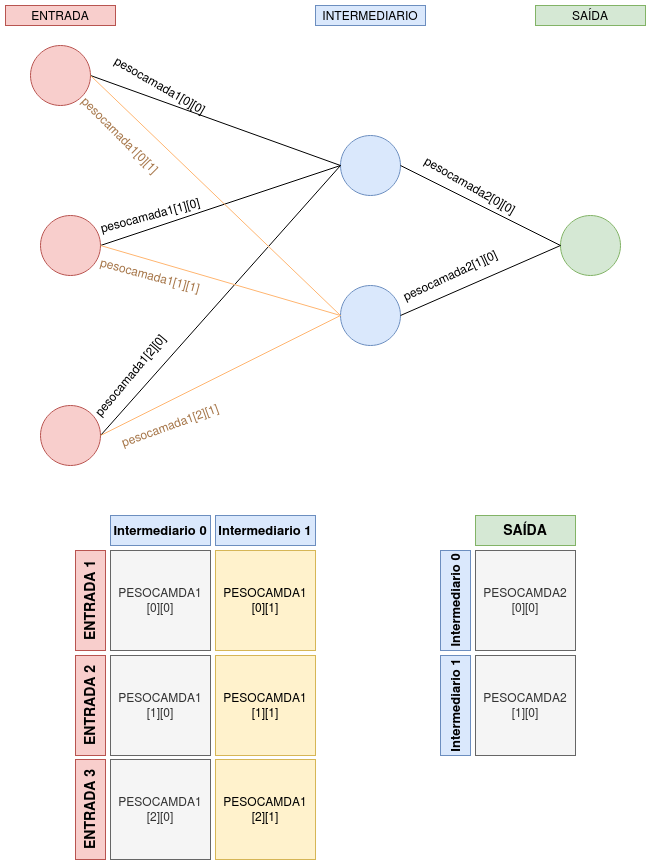 ENTRADA
INTERMEDIARIO
SAÍDA
pesocamada1[0][0]
pesocamada1[0][1]
pesocamada2[0][0]
pesocamada1[1][0]
pesocamada1[1][1]
pesocamada2[1][0]
pesocamada1[2][0]
pesocamada1[2][1]
Intermediario 0
Intermediario 1
ENTRADA 1
PESOCAMDA1
[0][0]
PESOCAMDA1
[0][1]
ENTRADA 2
PESOCAMDA1
[1][0]
PESOCAMDA1
[1][1]
ENTRADA 3
PESOCAMDA1
[2][0]
PESOCAMDA1
[2][1]
SAÍDA
Intermediario 0
PESOCAMDA2
[0][0]
Intermediario 1
PESOCAMDA2
[1][0]